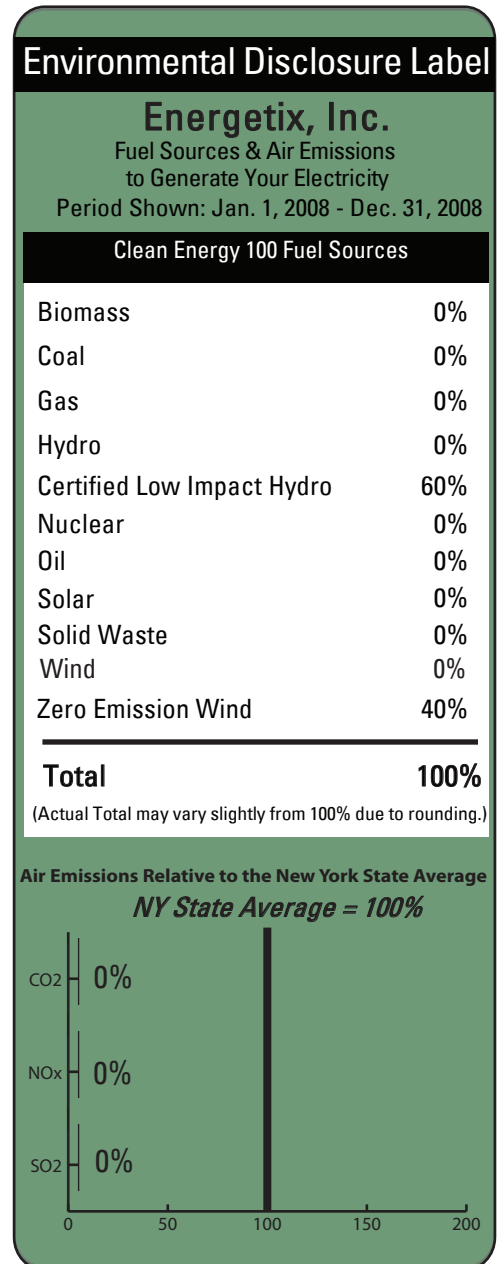 Environmental Disclosure Label
Energetix, Inc.
Fuel Sources & Air Emissions
to Generate Your Electricity
Period Shown: Jan. 1, 2008 - Dec. 31, 2008
Clean Energy 100 Fuel Sources
Biomass 0%
Coal 0%
Gas 0%
Hydro 0%
Certified Low Impact Hydro 60%
Nuclear 0%
Oil 0%
Solar 0%
Solid Waste 0%
Wind 0%
Zero Emission Wind 40%
Total 100%
(Actual Total may vary slightly from 100% due to rounding.)
Air Emissions Relative to the New York State Average
NY State Average = 100%
CO2 0%
NOx 0%
SO2 0%
0 50 100 150 200